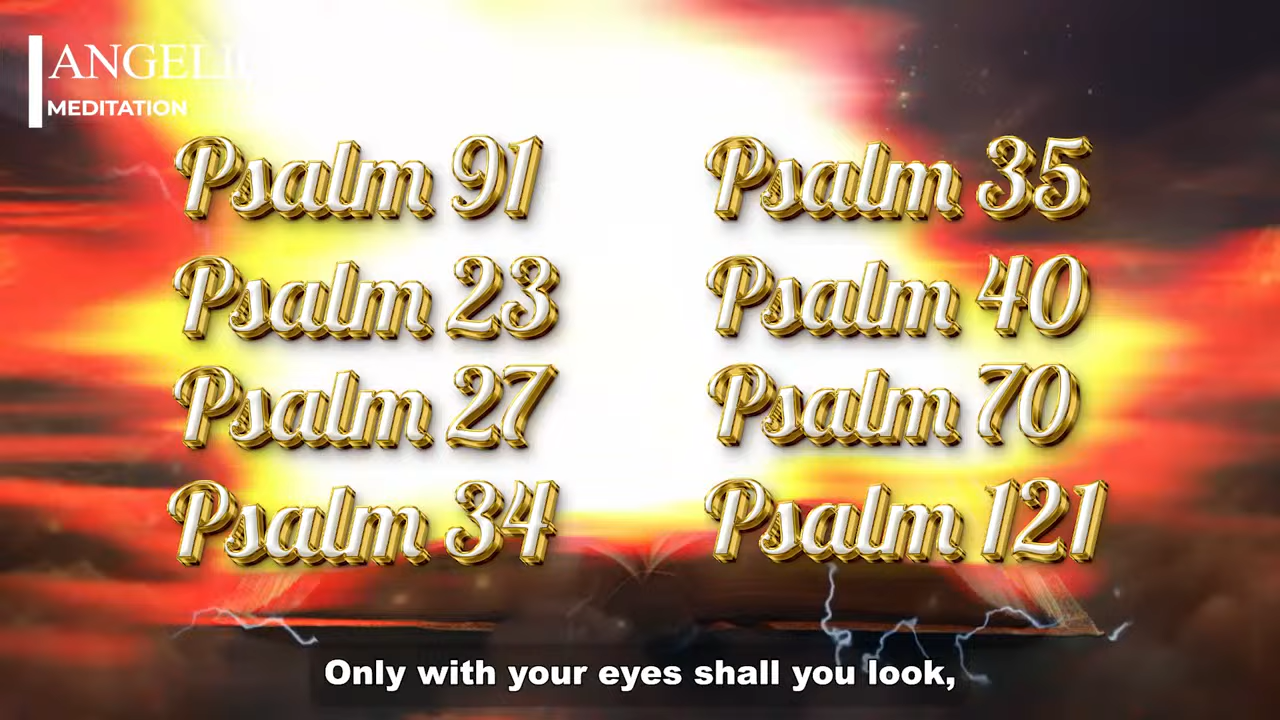 ANGELIC
MEDITATION
Psalm 91
Psalm 23
Psalm 27
Psalm 34
Psalm 35
Psalm 40
Psalm 70
Psalm 121
Only with your eyes shall you look,